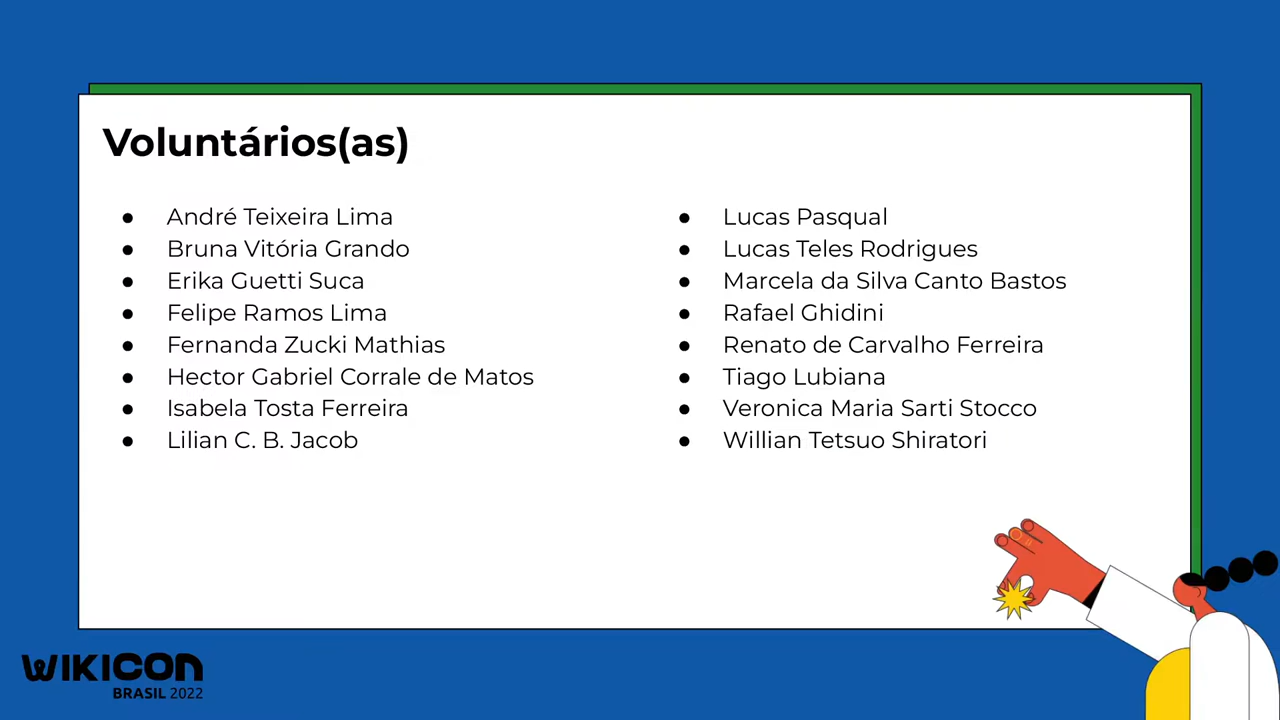 Voluntários(as)
● André Teixeira Lima
● Bruna Vitória Grando
● Erika Guetti Suca
● Felipe Ramos Lima
● Fernanda Zucki Mathias
● Hector Gabriel Corrale de Matos
● Isabela Tosta Ferreira
● Lilian C. B. Jacob
● Lucas Pasqual
● Lucas Teles Rodrigues
● Marcela da Silva Canto Bastos
● Rafael Ghidini
● Renato de Carvalho Ferreira
● Tiago Lubiana
● Veronica Maria Sarti Stocco
● Willian Tetsuo Shiratori
WIKICON
BRASIL 2022